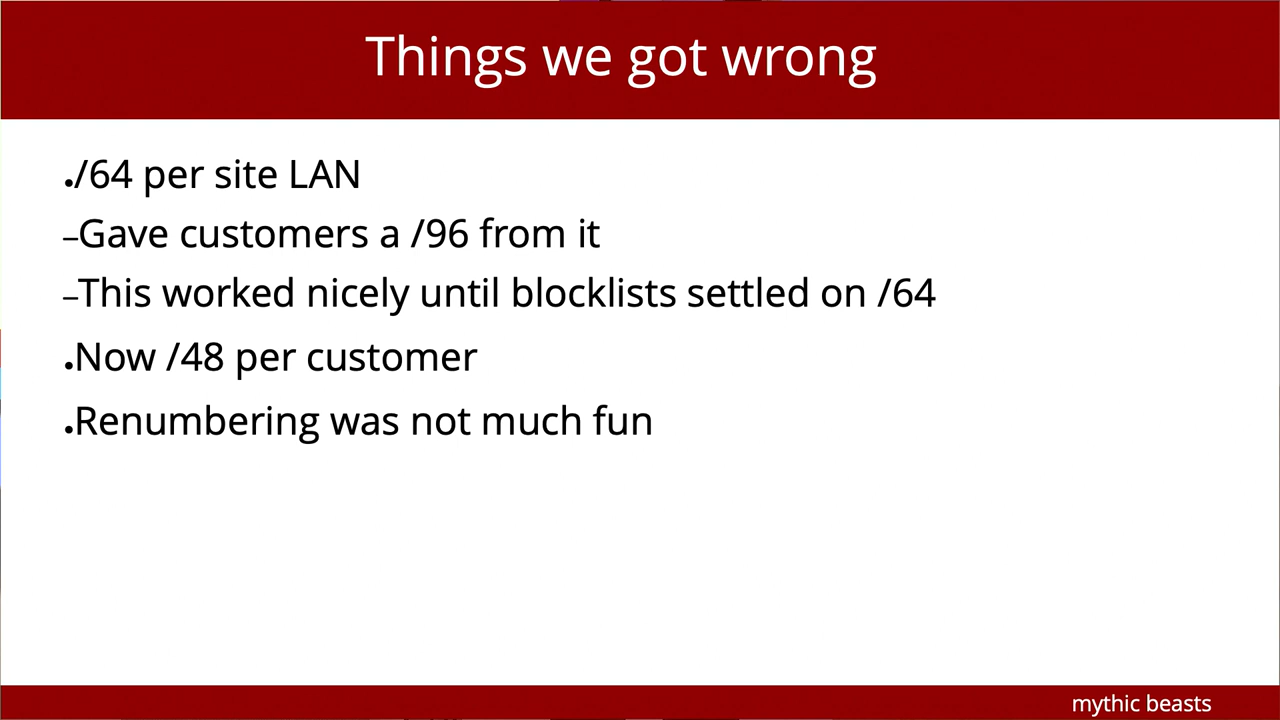 Things we got wrong
•/64 per site LAN
–Gave customers a /96 from it
–This worked nicely until blocklists settled on /64
•Now /48 per customer
•Renumbering was not much fun
mythic beasts